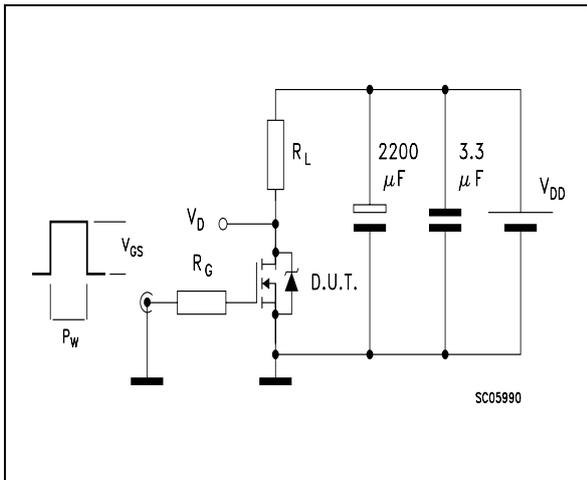 R_L
2200
μF
3.3
μF
V_DD
V_D
V_GS
R_G
D.U.T.
P_W
SC05990